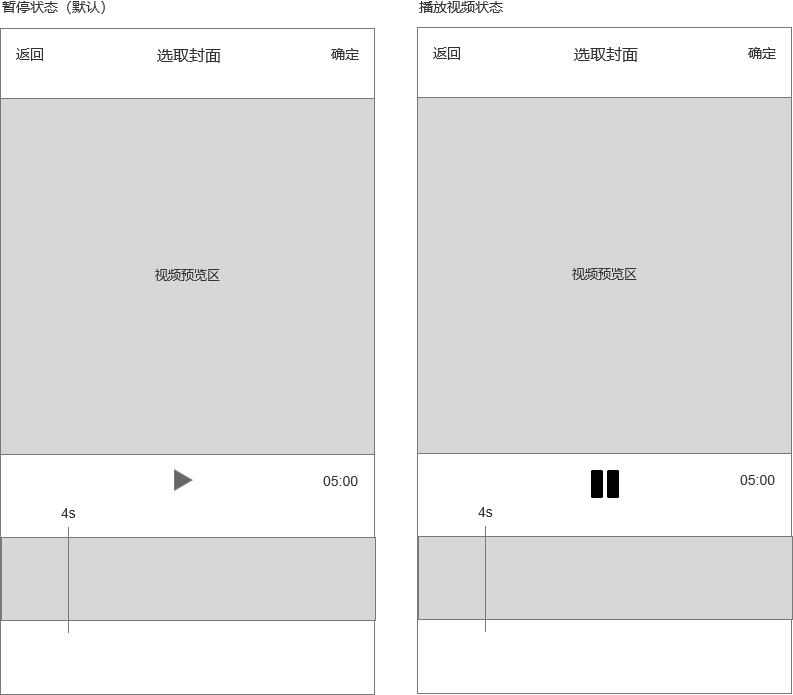 暂停状态（默认）
返回
选取封面
确定
视频预览区
05:00
4s
播放视频状态
返回
选取封面
确定
视频预览区
05:00
4s